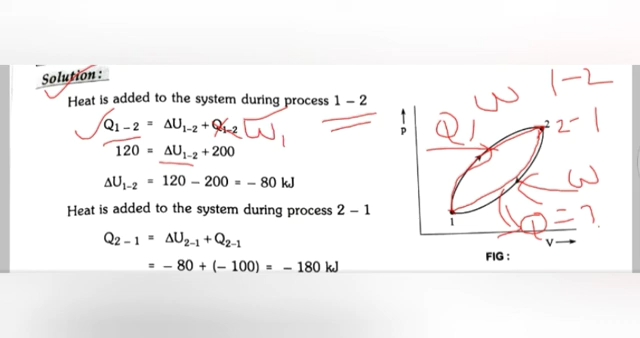 Solution:
Heat is added to the system during process 1 – 2
Q1–2 = ΔU1–2 + Q1–2 W1
120 = ΔU1–2 + 200
ΔU1–2 = 120 – 200 = – 80 kJ
Heat is added to the system during process 2 – 1
Q2 – 1 = ΔU2–1 + Q2–1
= – 80 + (– 100) = – 180 kJ
W 1–2
Q1
2–1
W
Q = ?
P
2
1
V
FIG :